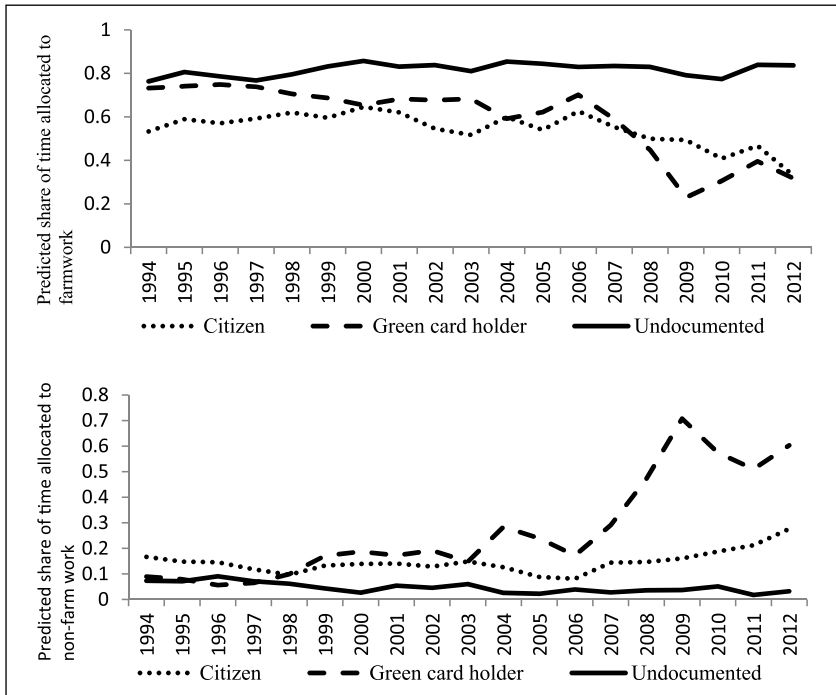 Predicted share of time allocated to
farmwork
1
0.8
0.6
0.4
0.2
0
1994 1995 1996 1997 1998 1999 2000 2001 2002 2003 2004 2005 2006 2007 2008 2009 2010 2011 2012
Citizen Green card holder Undocumented
Predicted share of time allocated to
non-farm work
0.8
0.7
0.6
0.5
0.4
0.3
0.2
0.1
0
1994 1995 1996 1997 1998 1999 2000 2001 2002 2003 2004 2005 2006 2007 2008 2009 2010 2011 2012
Citizen Green card holder Undocumented